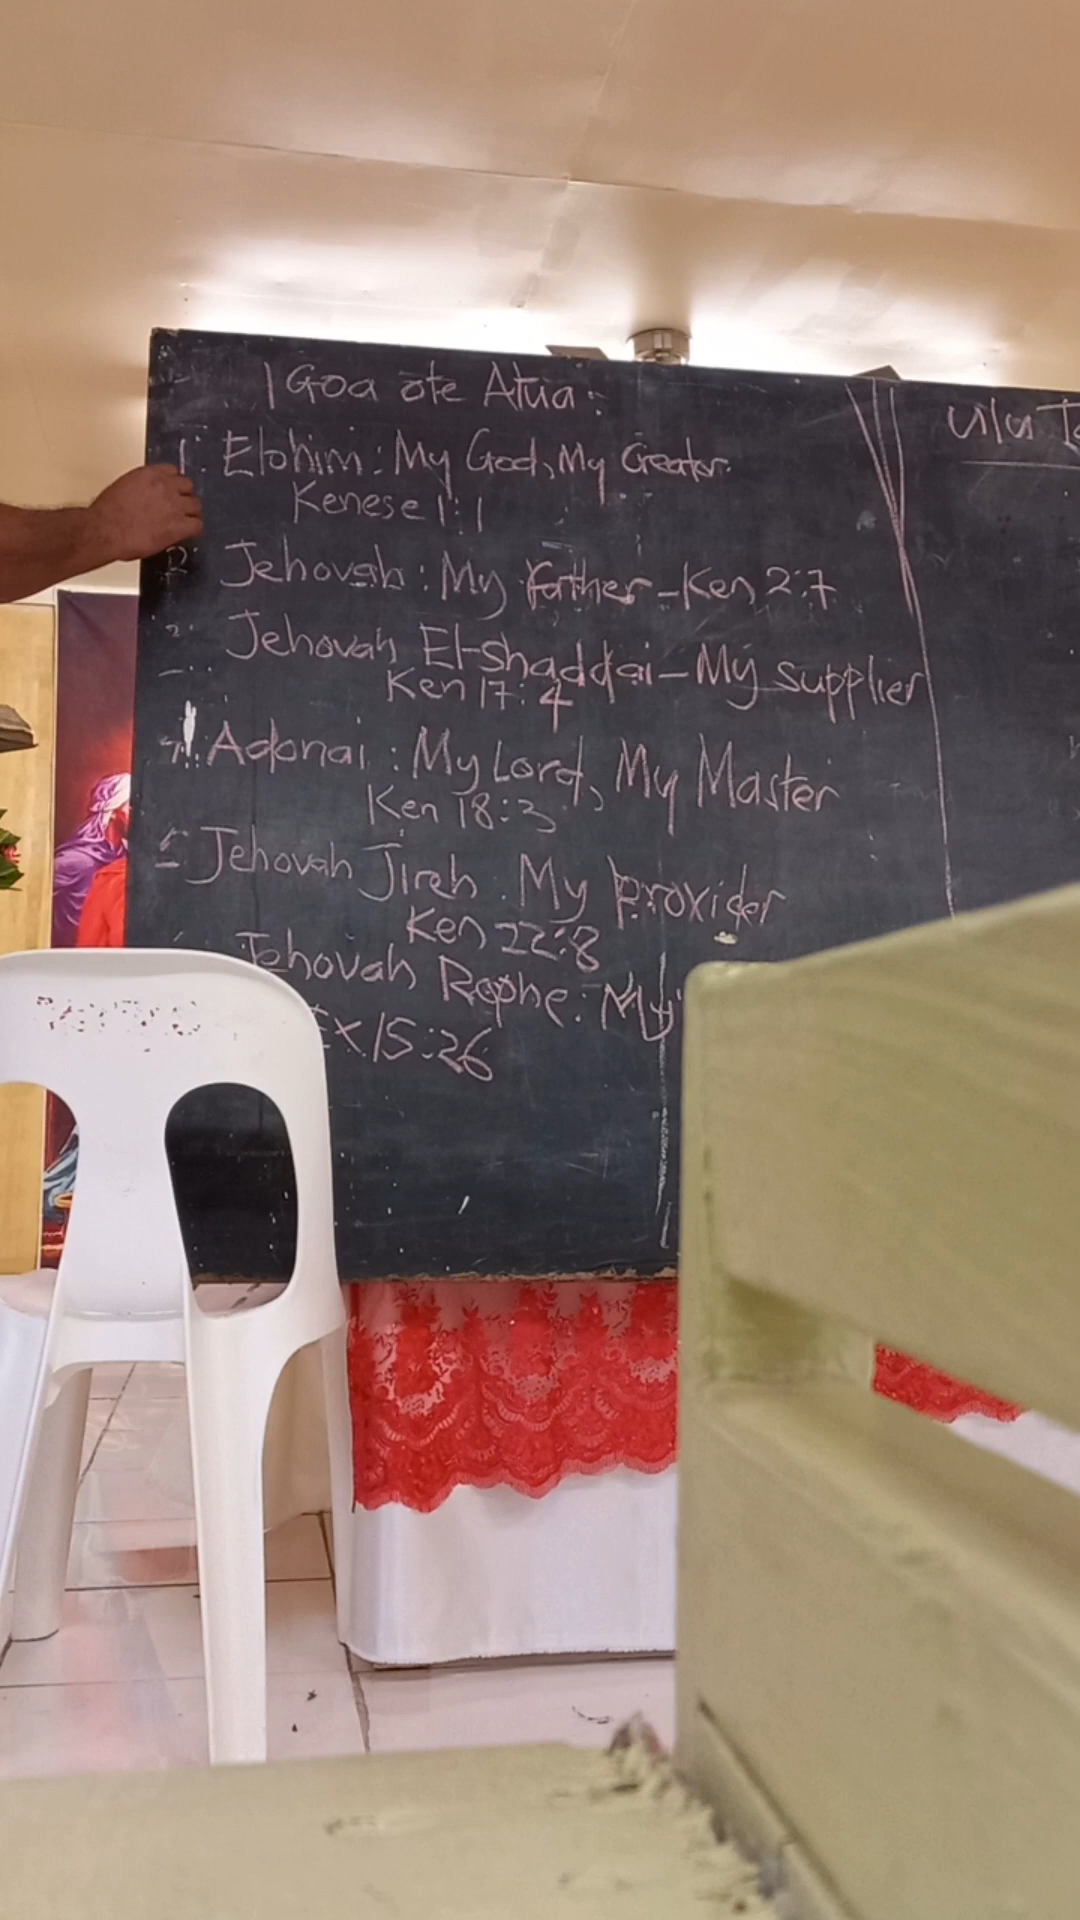 IGoa ote Atua:
1. Elohim: My God, My Creator.
Kenese 1:1
2. Jehovah: My Father - Ken 2:7
Jehovah El-shaddai - My supplier
Ken 17:4
Adonai: My Lord, My Master
Ken 18:3
5 Jehovah Jireh: My Provider
Ken 22:8
Jehovah Rophe: My
EX 15:26
ulu